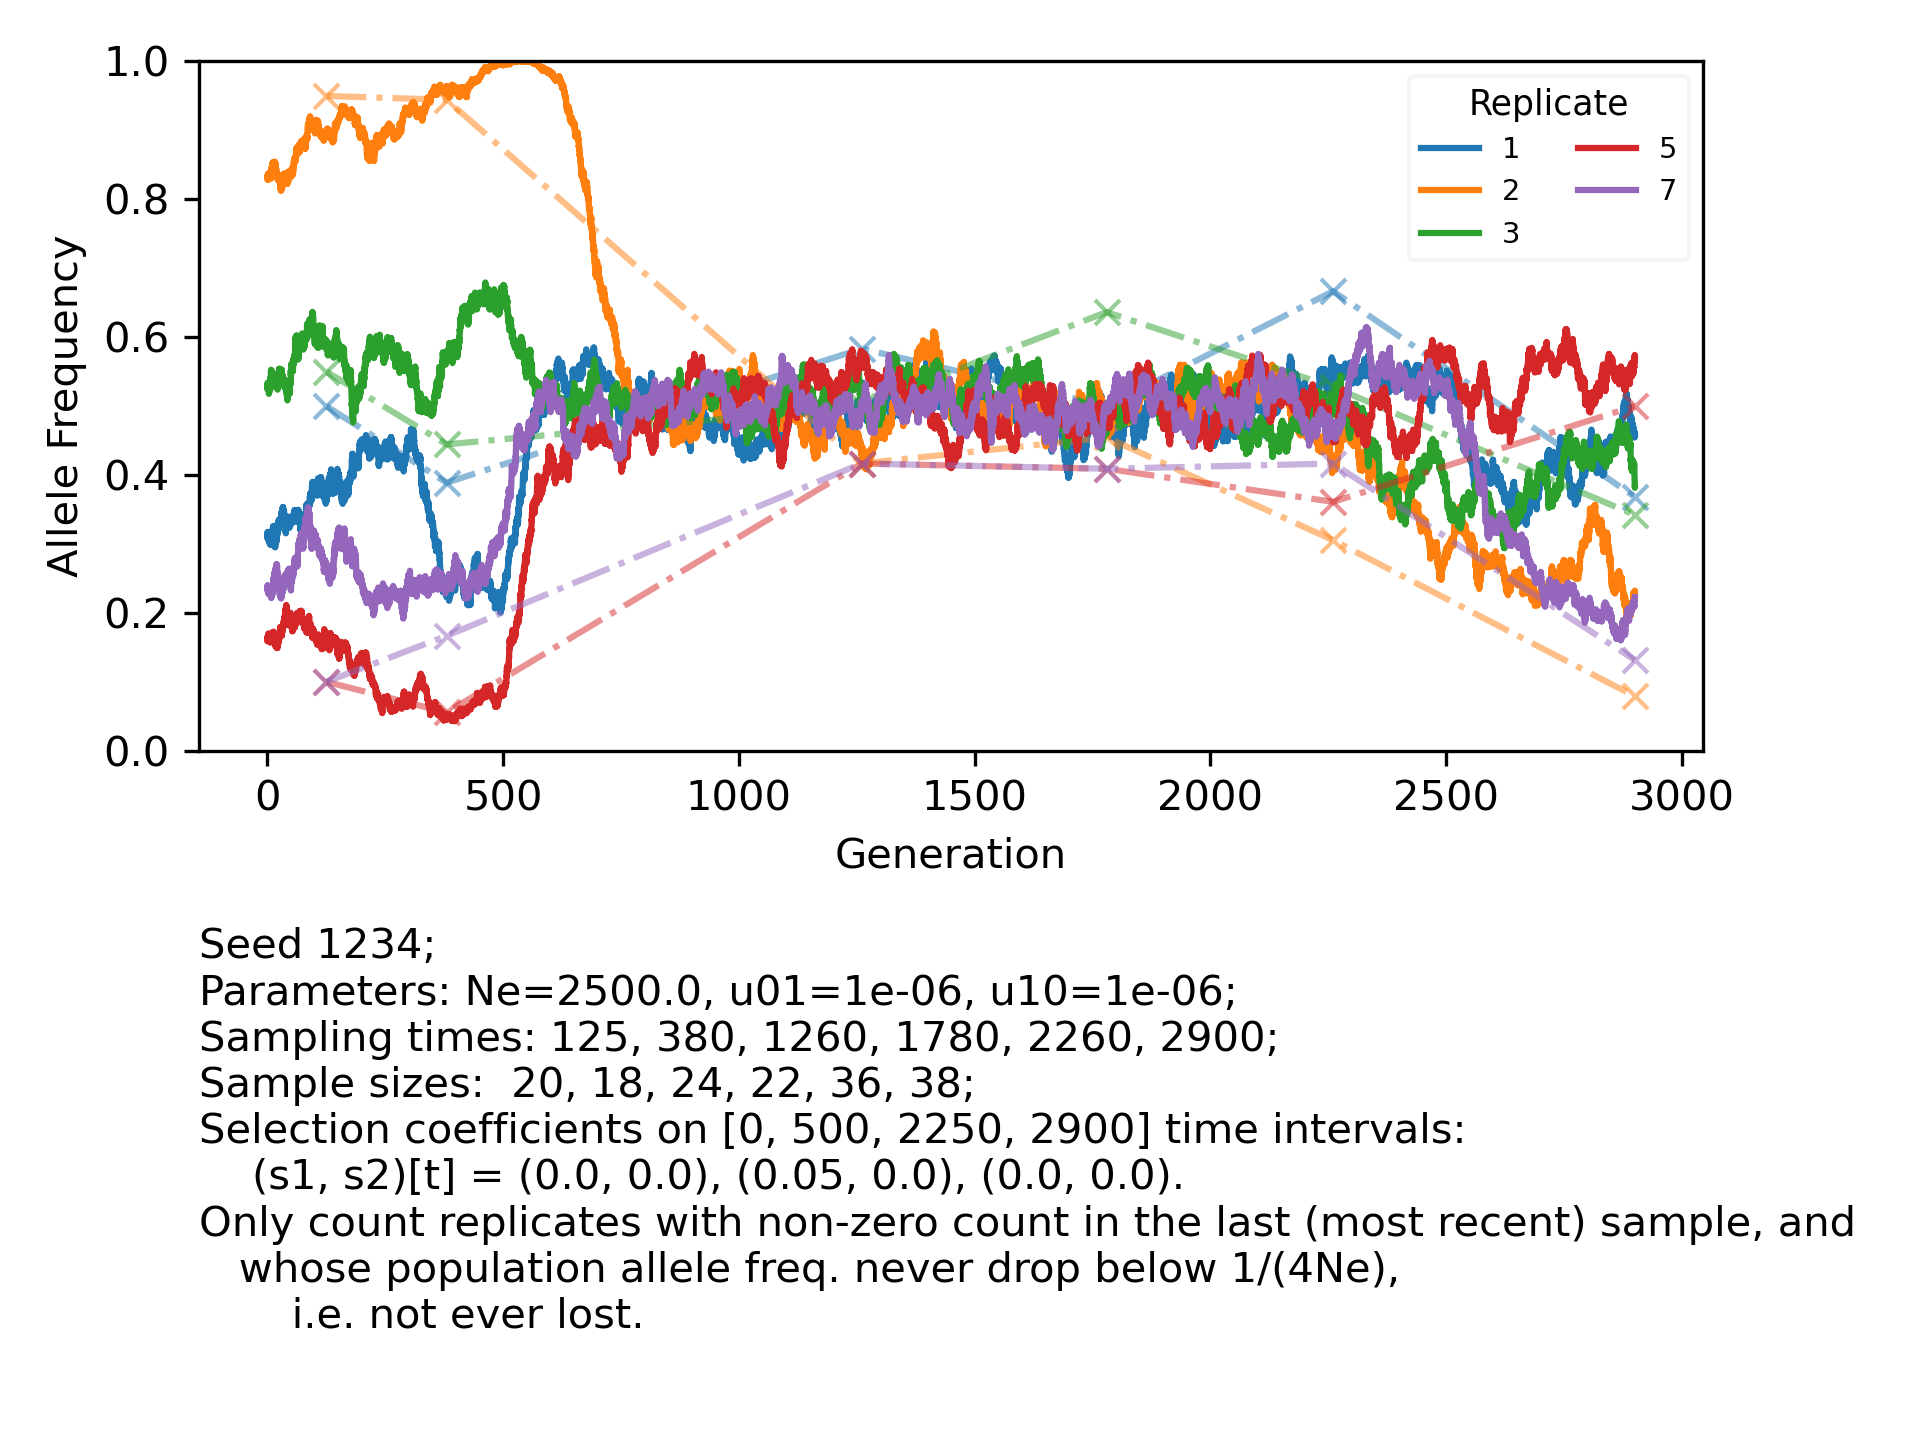 1.0
0.8
0.6
0.4
0.2
0.0
Allele Frequency
0 500 1000 1500 2000 2500 3000
Generation
Replicate
1 5
2 7
3
Seed 1234;
Parameters: Ne=2500.0, u01=1e-06, u10=1e-06;
Sampling times: 125, 380, 1260, 1780, 2260, 2900;
Sample sizes:  20, 18, 24, 22, 36, 38;
Selection coefficients on [0, 500, 2250, 2900] time intervals:
(s1, s2)[t] = (0.0, 0.0), (0.05, 0.0), (0.0, 0.0).
Only count replicates with non-zero count in the last (most recent) sample, and
whose population allele freq. never drop below 1/(4Ne),
i.e. not ever lost.